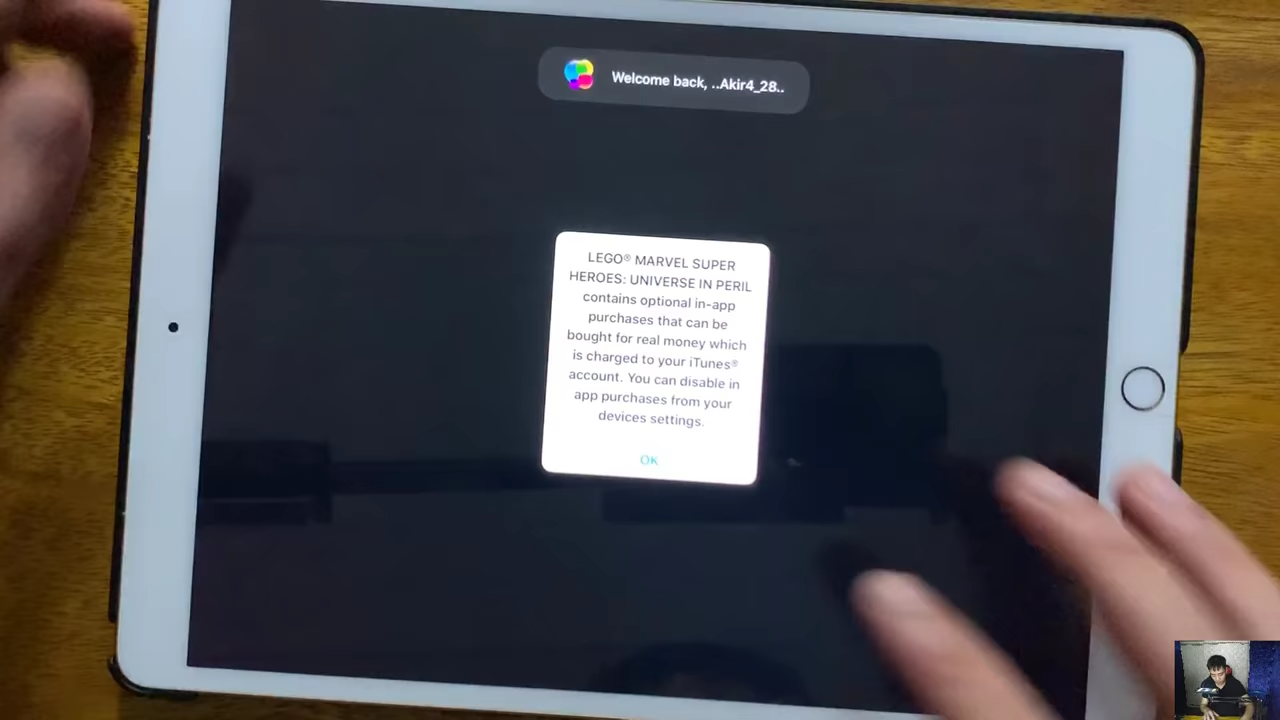 Welcome back, ..Akir4_28..
LEGO® MARVEL SUPER
HEROES: UNIVERSE IN PERIL
contains optional in-app
purchases that can be
bought for real money which
is charged to your iTunes®
account. You can disable in
app purchases from your
devices settings.
OK